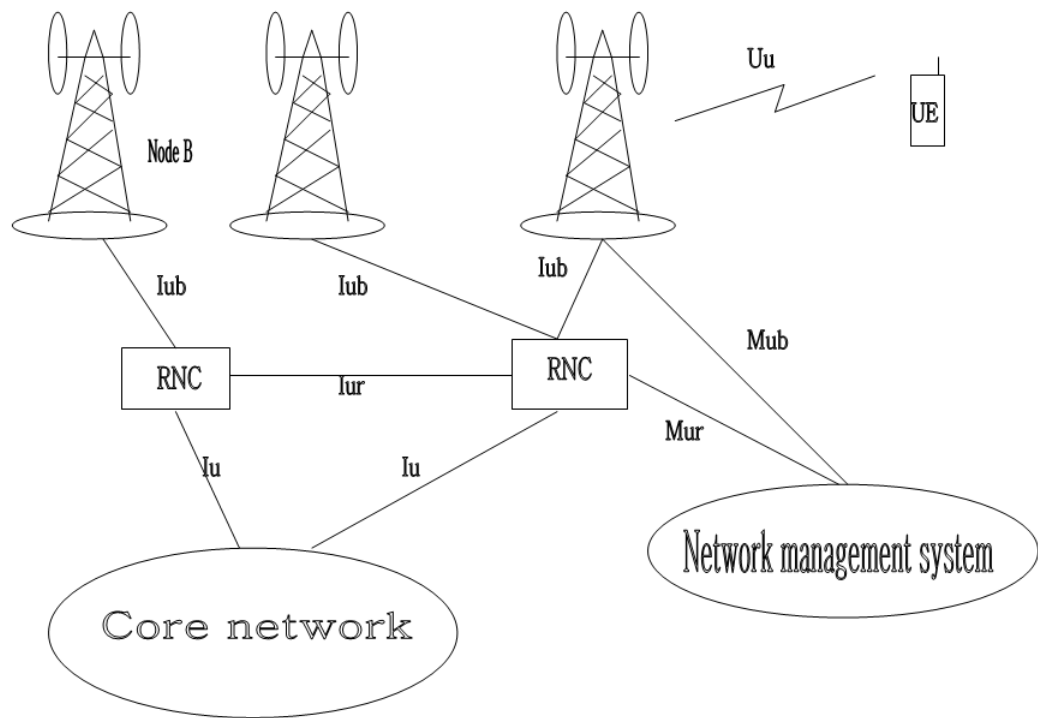 Uu
UE
Node B
Iub
Iub
Iub
Mub
RNC
Iur
RNC
Mur
Iu
Iu
Network management system
Core network